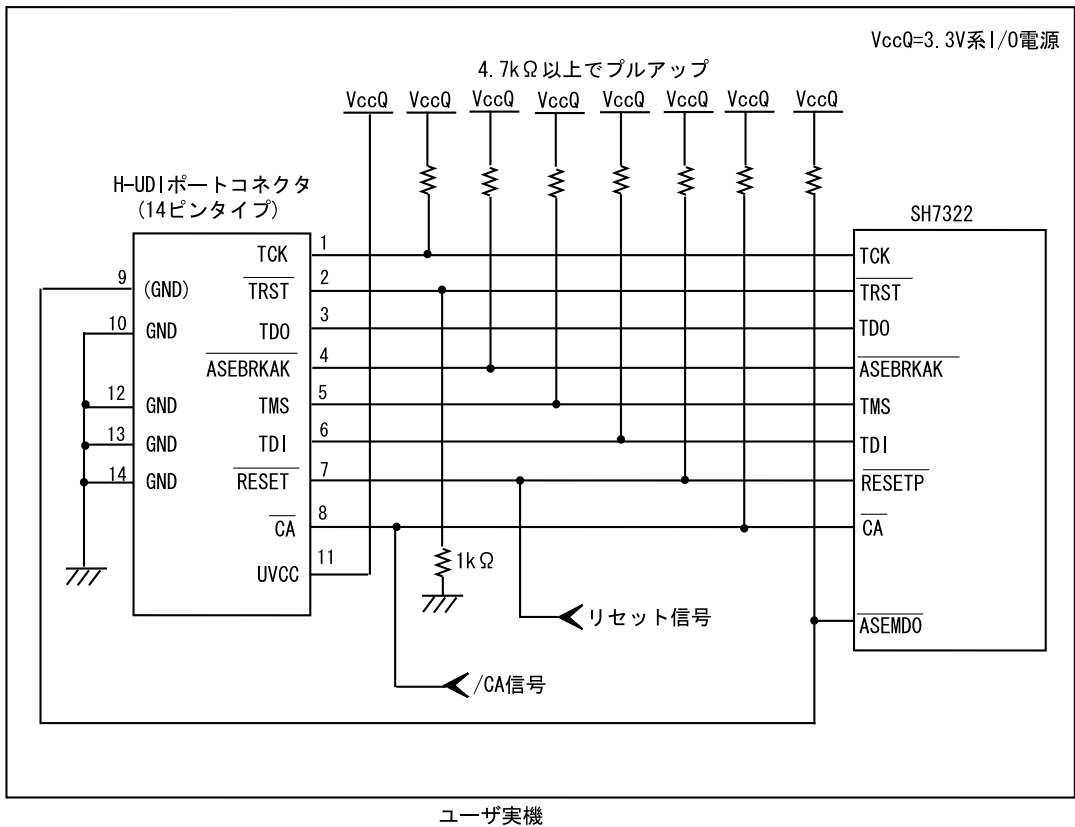 VccQ=3.3V系I/O電源
4.7kΩ以上でプルアップ
VccQ VccQ VccQ VccQ VccQ VccQ VccQ VccQ
H-UDIポートコネクタ
(14ピンタイプ)
SH7322
TCK 1 TCK
9 (GND) TRST 2 TRST
10 GND TDO 3 TDO
ASEBRKAK 4 ASEBRKAK
12 GND TMS 5 TMS
13 GND TDI 6 TDI
14 GND RESET 7 RESETP
CA 8 CA
UVCC 11
1kΩ
リセット信号
ASEMD0
/CA信号
ユーザ実機